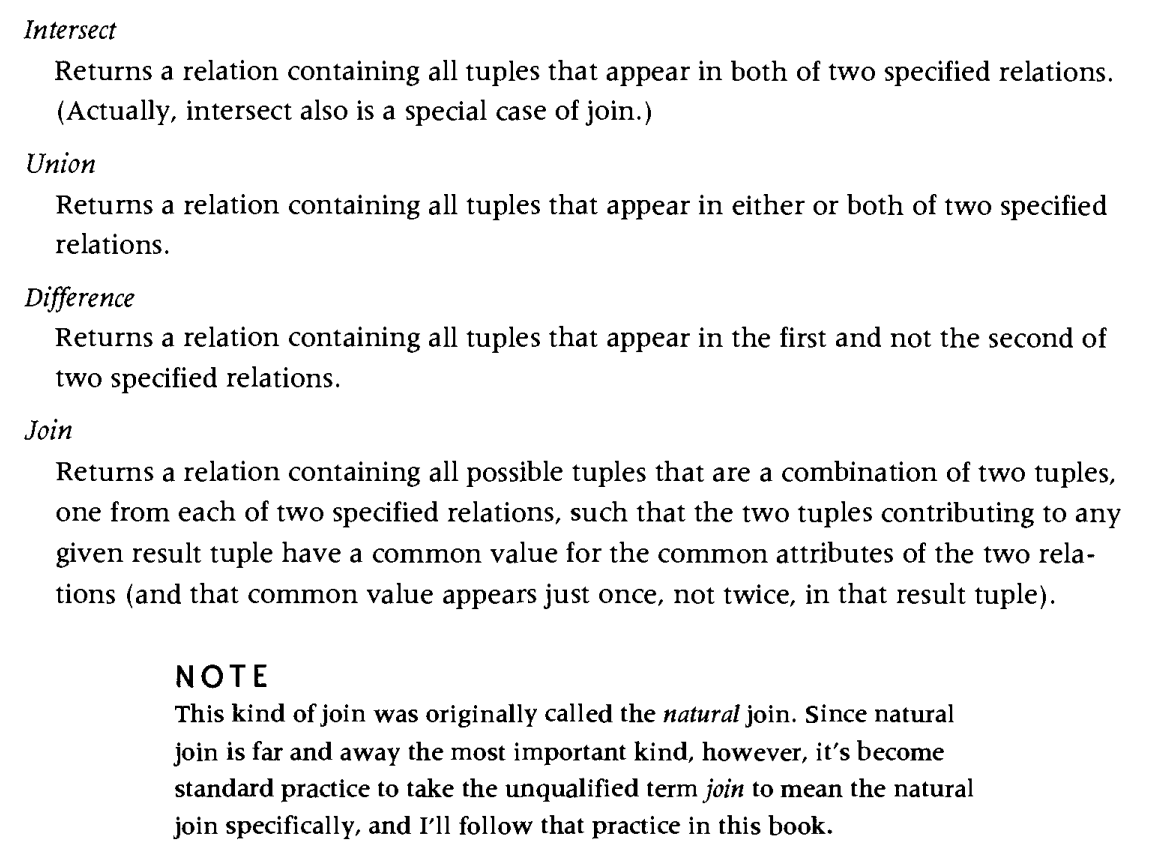 Intersect
Returns a relation containing all tuples that appear in both of two specified relations.
(Actually, intersect also is a special case of join.)
Union
Returns a relation containing all tuples that appear in either or both of two specified
relations.
Difference
Returns a relation containing all tuples that appear in the first and not the second of
two specified relations.
Join
Returns a relation containing all possible tuples that are a combination of two tuples,
one from each of two specified relations, such that the two tuples contributing to any
given result tuple have a common value for the common attributes of the two rela-
tions (and that common value appears just once, not twice, in that result tuple).
NOTE
This kind of join was originally called the natural join. Since natural
join is far and away the most important kind, however, it's become
standard practice to take the unqualified term join to mean the natural
join specifically, and I'll follow that practice in this book.